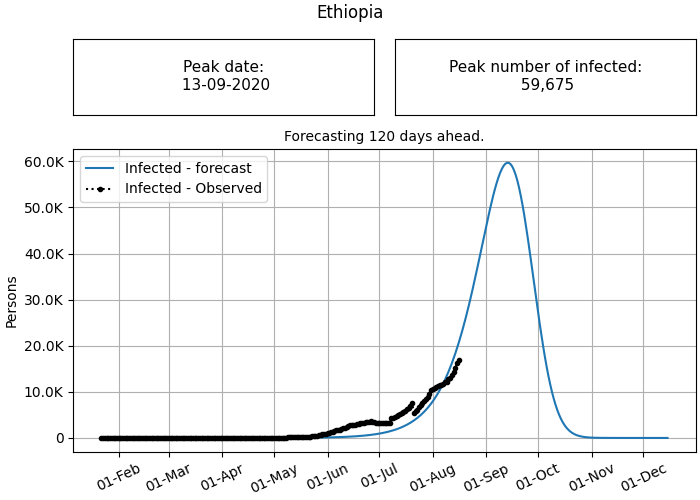 Ethiopia
Peak date:
13-09-2020
Peak number of infected:
59,675
Forecasting 120 days ahead.
Infected - forecast
Infected - Observed
Persons
60.0K
50.0K
40.0K
30.0K
20.0K
10.0K
0
01-Feb
01-Mar
01-Apr
01-May
01-Jun
01-Jul
01-Aug
01-Sep
01-Oct
01-Nov
01-Dec